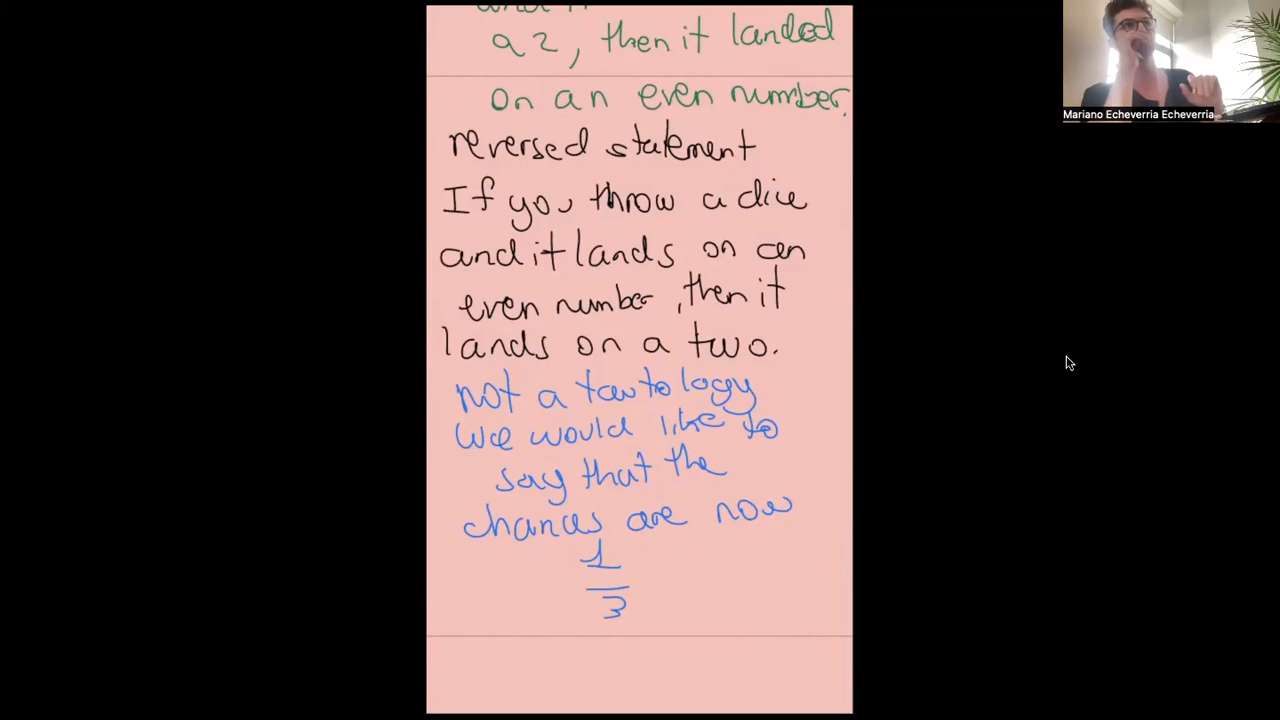 a 2, then it landed
on an even number.
reversed statement
If you throw a dice
and it lands on an
even number, then it
lands on a two.
not a tautology
We would like to
say that the
chances are now
1
3
Mariano Echeverria Echeverria